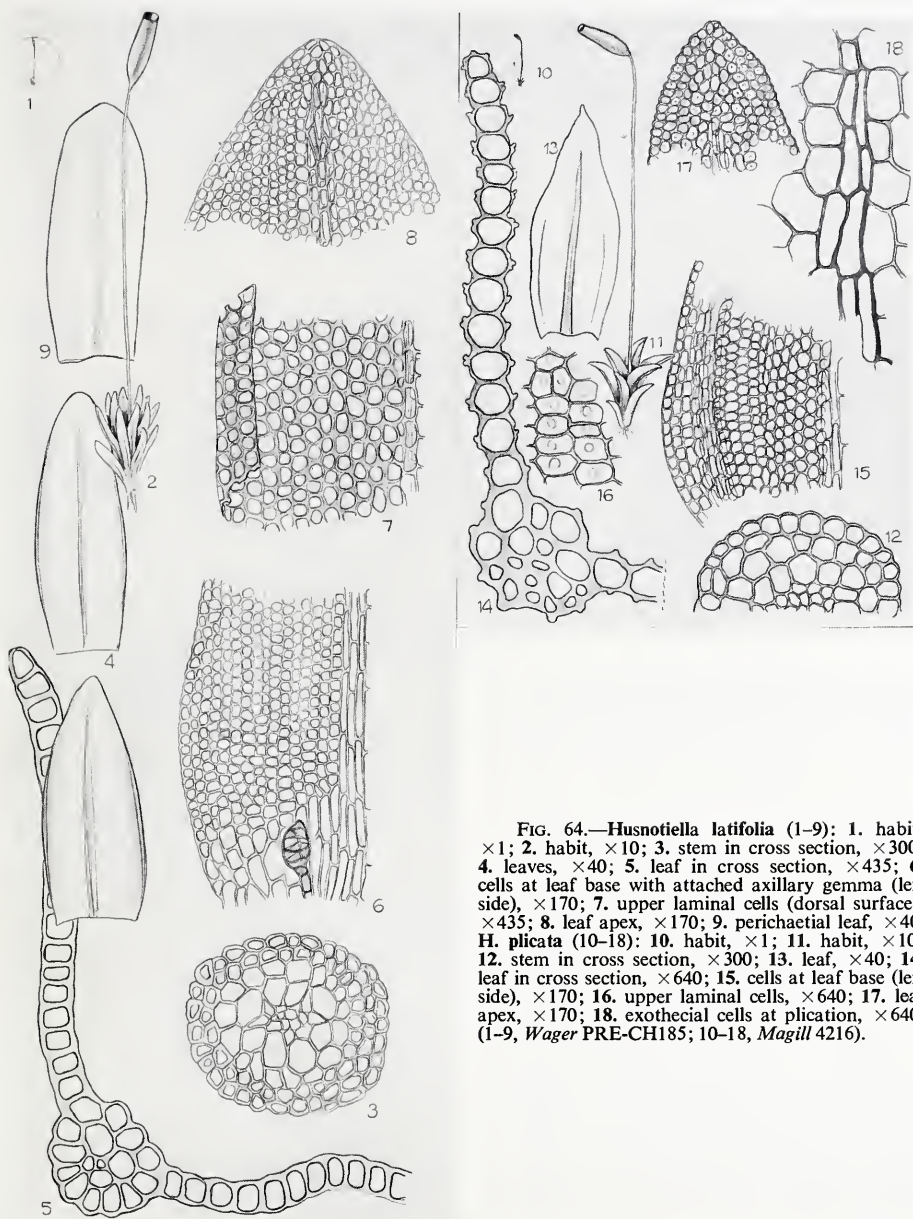 1
2
3
4
5
6
7
8
9
10
11
12
13
14
15
16
17
18
FIG. 64.—Husnotiella latifolia (1–9): 1. habit
×1; 2. habit, ×10; 3. stem in cross section, ×300
4. leaves, ×40; 5. leaf in cross section, ×435; 6
cells at leaf base with attached axillary gemma (le
side), ×170; 7. upper laminal cells (dorsal surface
×435; 8. leaf apex, ×170; 9. perichaetial leaf, ×40
H. plicata (10–18): 10. habit, ×1; 11. habit, ×10
12. stem in cross section, ×300; 13. leaf, ×40; 14
leaf in cross section, ×640; 15. cells at leaf base (le
side), ×170; 16. upper laminal cells, ×640; 17. lea
apex, ×170; 18. exothecial cells at plication, ×640
(1–9, Wager PRE-CH185; 10–18, Magill 4216).